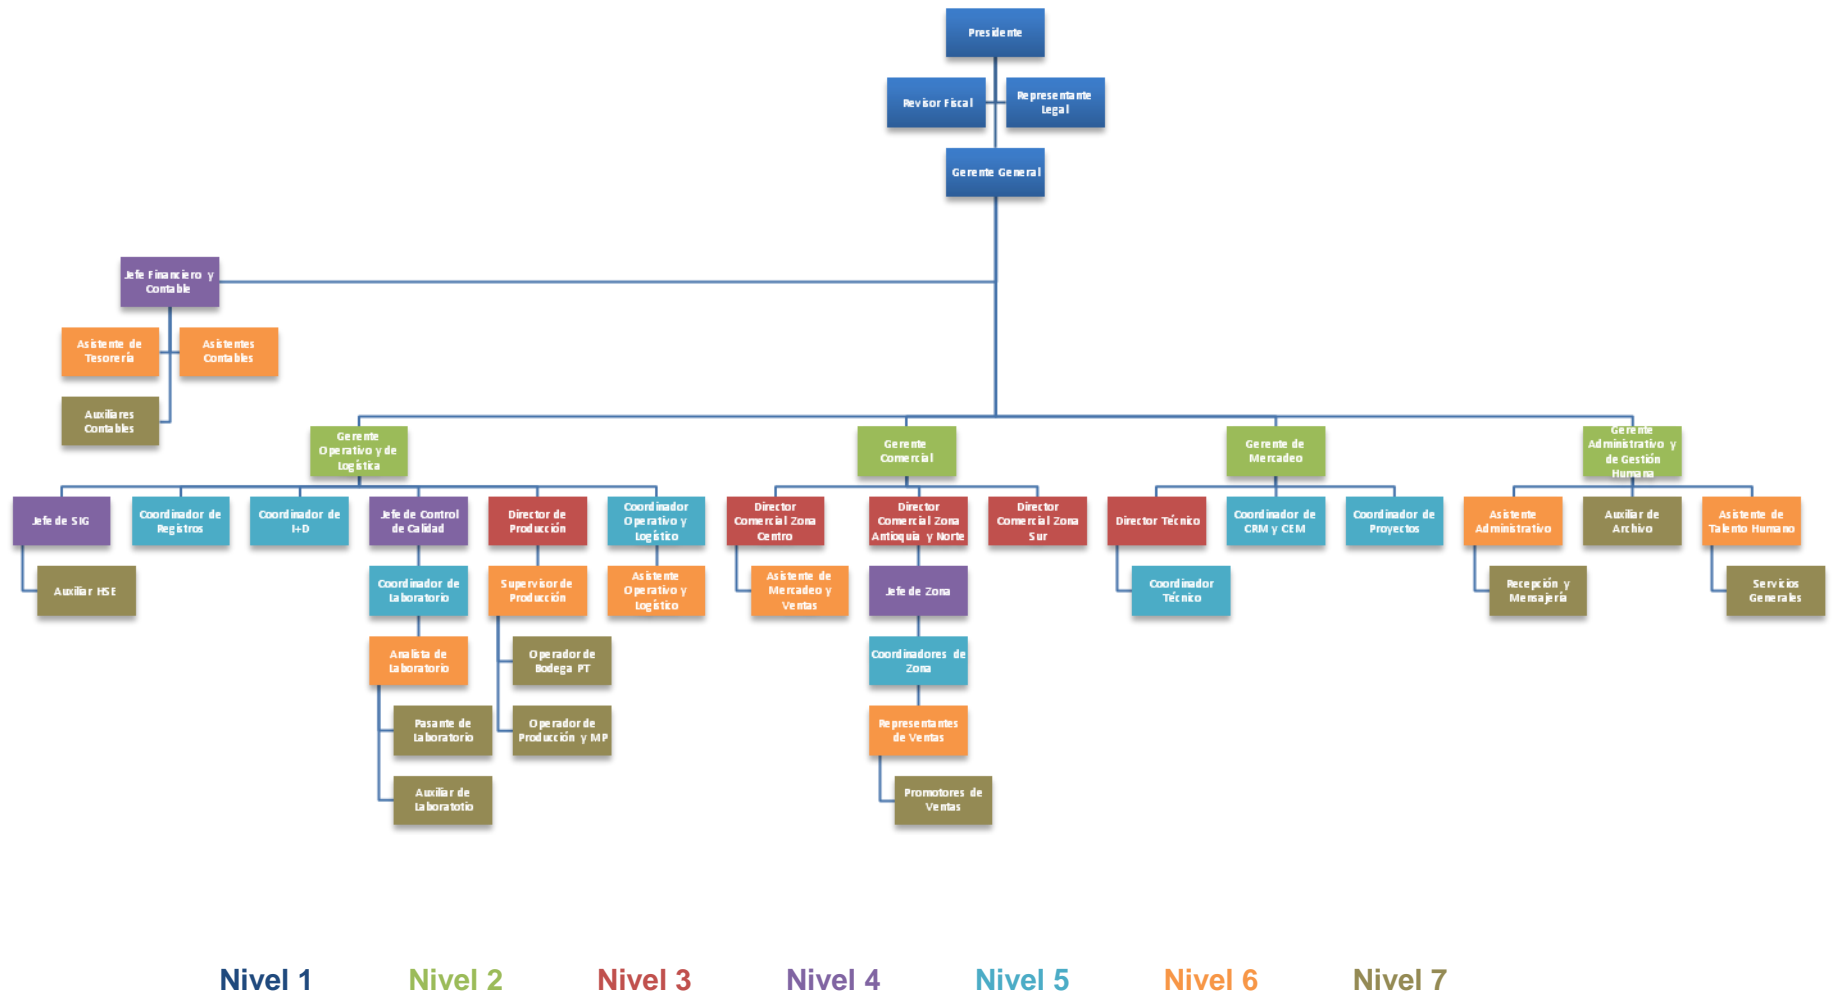 Presidente
Revisor Fiscal
Representante
Legal
Gerente General
Jefe Financiero y
Contable
Asistente de
Tesorería
Asistentes
Contables
Auxiliares
Contables
Gerente
Operativo y de
Logística
Gerente
Comercial
Gerente de
Mercadeo
Gerente
Administrativo y
de Gestión
Humana
Jefe de SIG
Coordinador de
Registros
Coordinador de
I+D
Jefe de Control
de Calidad
Director de
Producción
Coordinador
Operativo y
Logístico
Director
Comercial Zona
Centro
Director
Comercial Zona
Antioquia y Norte
Director
Comercial Zona
Sur
Director Técnico
Coordinador de
CRM y CEM
Coordinador de
Proyectos
Asistente
Administrativo
Auxiliar de
Archivo
Asistente de
Talento Humano
Auxiliar HSE
Coordinador de
Laboratorio
Supervisor de
Producción
Asistente
Operativo y
Logístico
Asistente de
Mercadeo y
Ventas
Jefe de Zona
Coordinador
Técnico
Recepción y
Mensajería
Servicios
Generales
Analista de
Laboratorio
Operador de
Bodega PT
Coordinadores de
Zona
Pasante de
Laboratorio
Operador de
Producción y MP
Representantes
de Ventas
Auxiliar de
Laboratotio
Promotores de
Ventas
Nivel 1 Nivel 2 Nivel 3 Nivel 4 Nivel 5 Nivel 6 Nivel 7